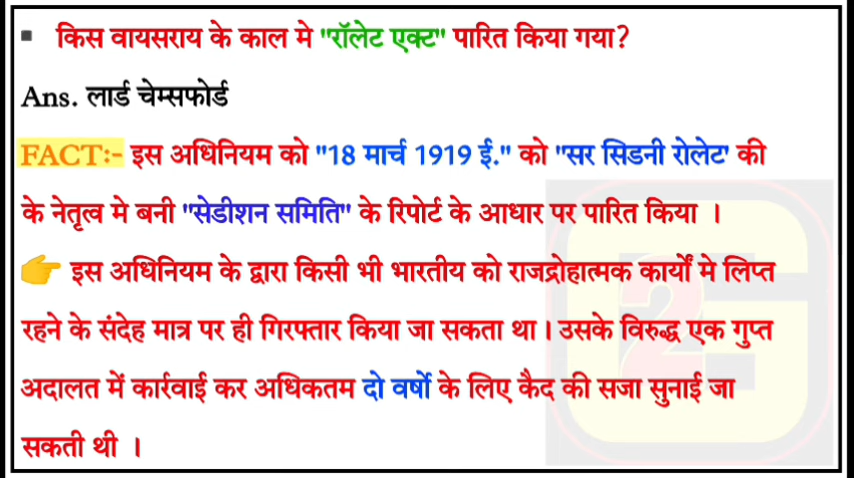 ▪ किस वायसराय के काल मे "रॉलेट एक्ट" पारित किया गया?
Ans. लार्ड चेम्सफोर्ड
FACT:- इस अधिनियम को "18 मार्च 1919 ई." को "सर सिडनी रोलेट' की
के नेतृत्व मे बनी "सेडीशन समिति" के रिपोर्ट के आधार पर पारित किया ।
👉 इस अधिनियम के द्वारा किसी भी भारतीय को राजद्रोहात्मक कार्यों मे लिप्त
रहने के संदेह मात्र पर ही गिरफ्तार किया जा सकता था । उसके विरुद्ध एक गुप्त
अदालत में कार्रवाई कर अधिकतम दो वर्षो के लिए कैद की सजा सुनाई जा
सकती थी ।
2G